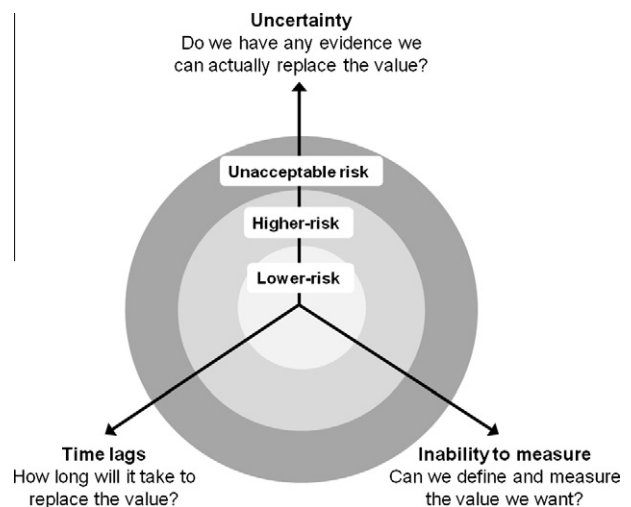 Uncertainty
Do we have any evidence we
can actually replace the value?
Unacceptable risk
Higher-risk
Lower-risk
Time lags
How long will it take to
replace the value?
Inability to measure
Can we define and measure
the value we want?